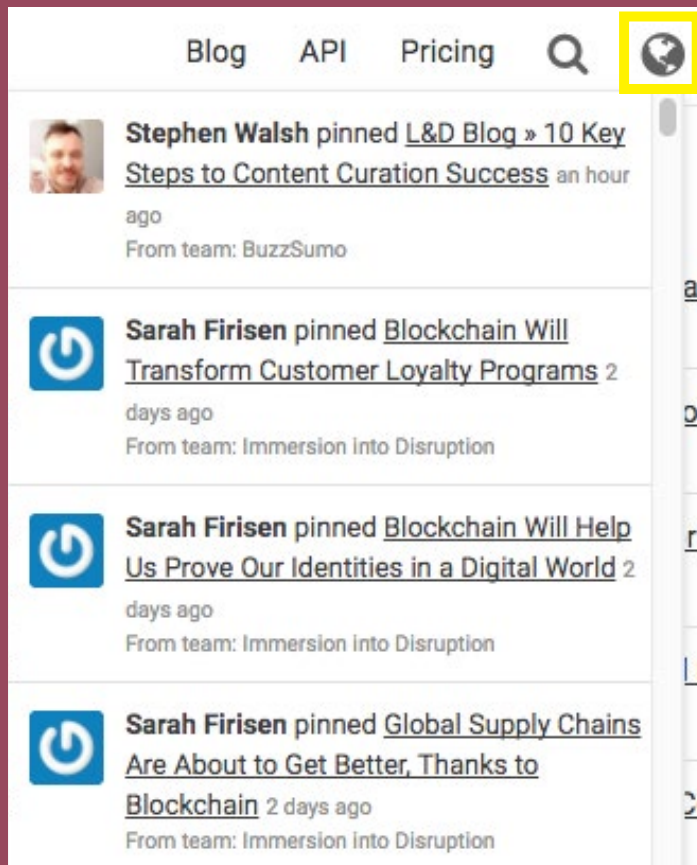 Blog API Pricing
Stephen Walsh pinned L&D Blog » 10 Key
Steps to Content Curation Success an hour
ago
From team: BuzzSumo
Sarah Firisen pinned Blockchain Will
Transform Customer Loyalty Programs 2
days ago
From team: Immersion into Disruption
Sarah Firisen pinned Blockchain Will Help
Us Prove Our Identities in a Digital World 2
days ago
From team: Immersion into Disruption
Sarah Firisen pinned Global Supply Chains
Are About to Get Better, Thanks to
Blockchain 2 days ago
From team: Immersion into Disruption